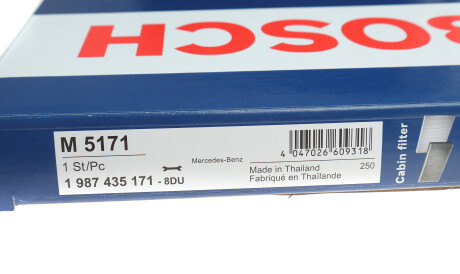 BOSCH
M 5171
1 St/Pc
Mercedes-Benz
1 987 435 171 - 8DU
4 047026 609318
Made in Thailand 250
Fabriqué en Thaïlande
Cabin filter